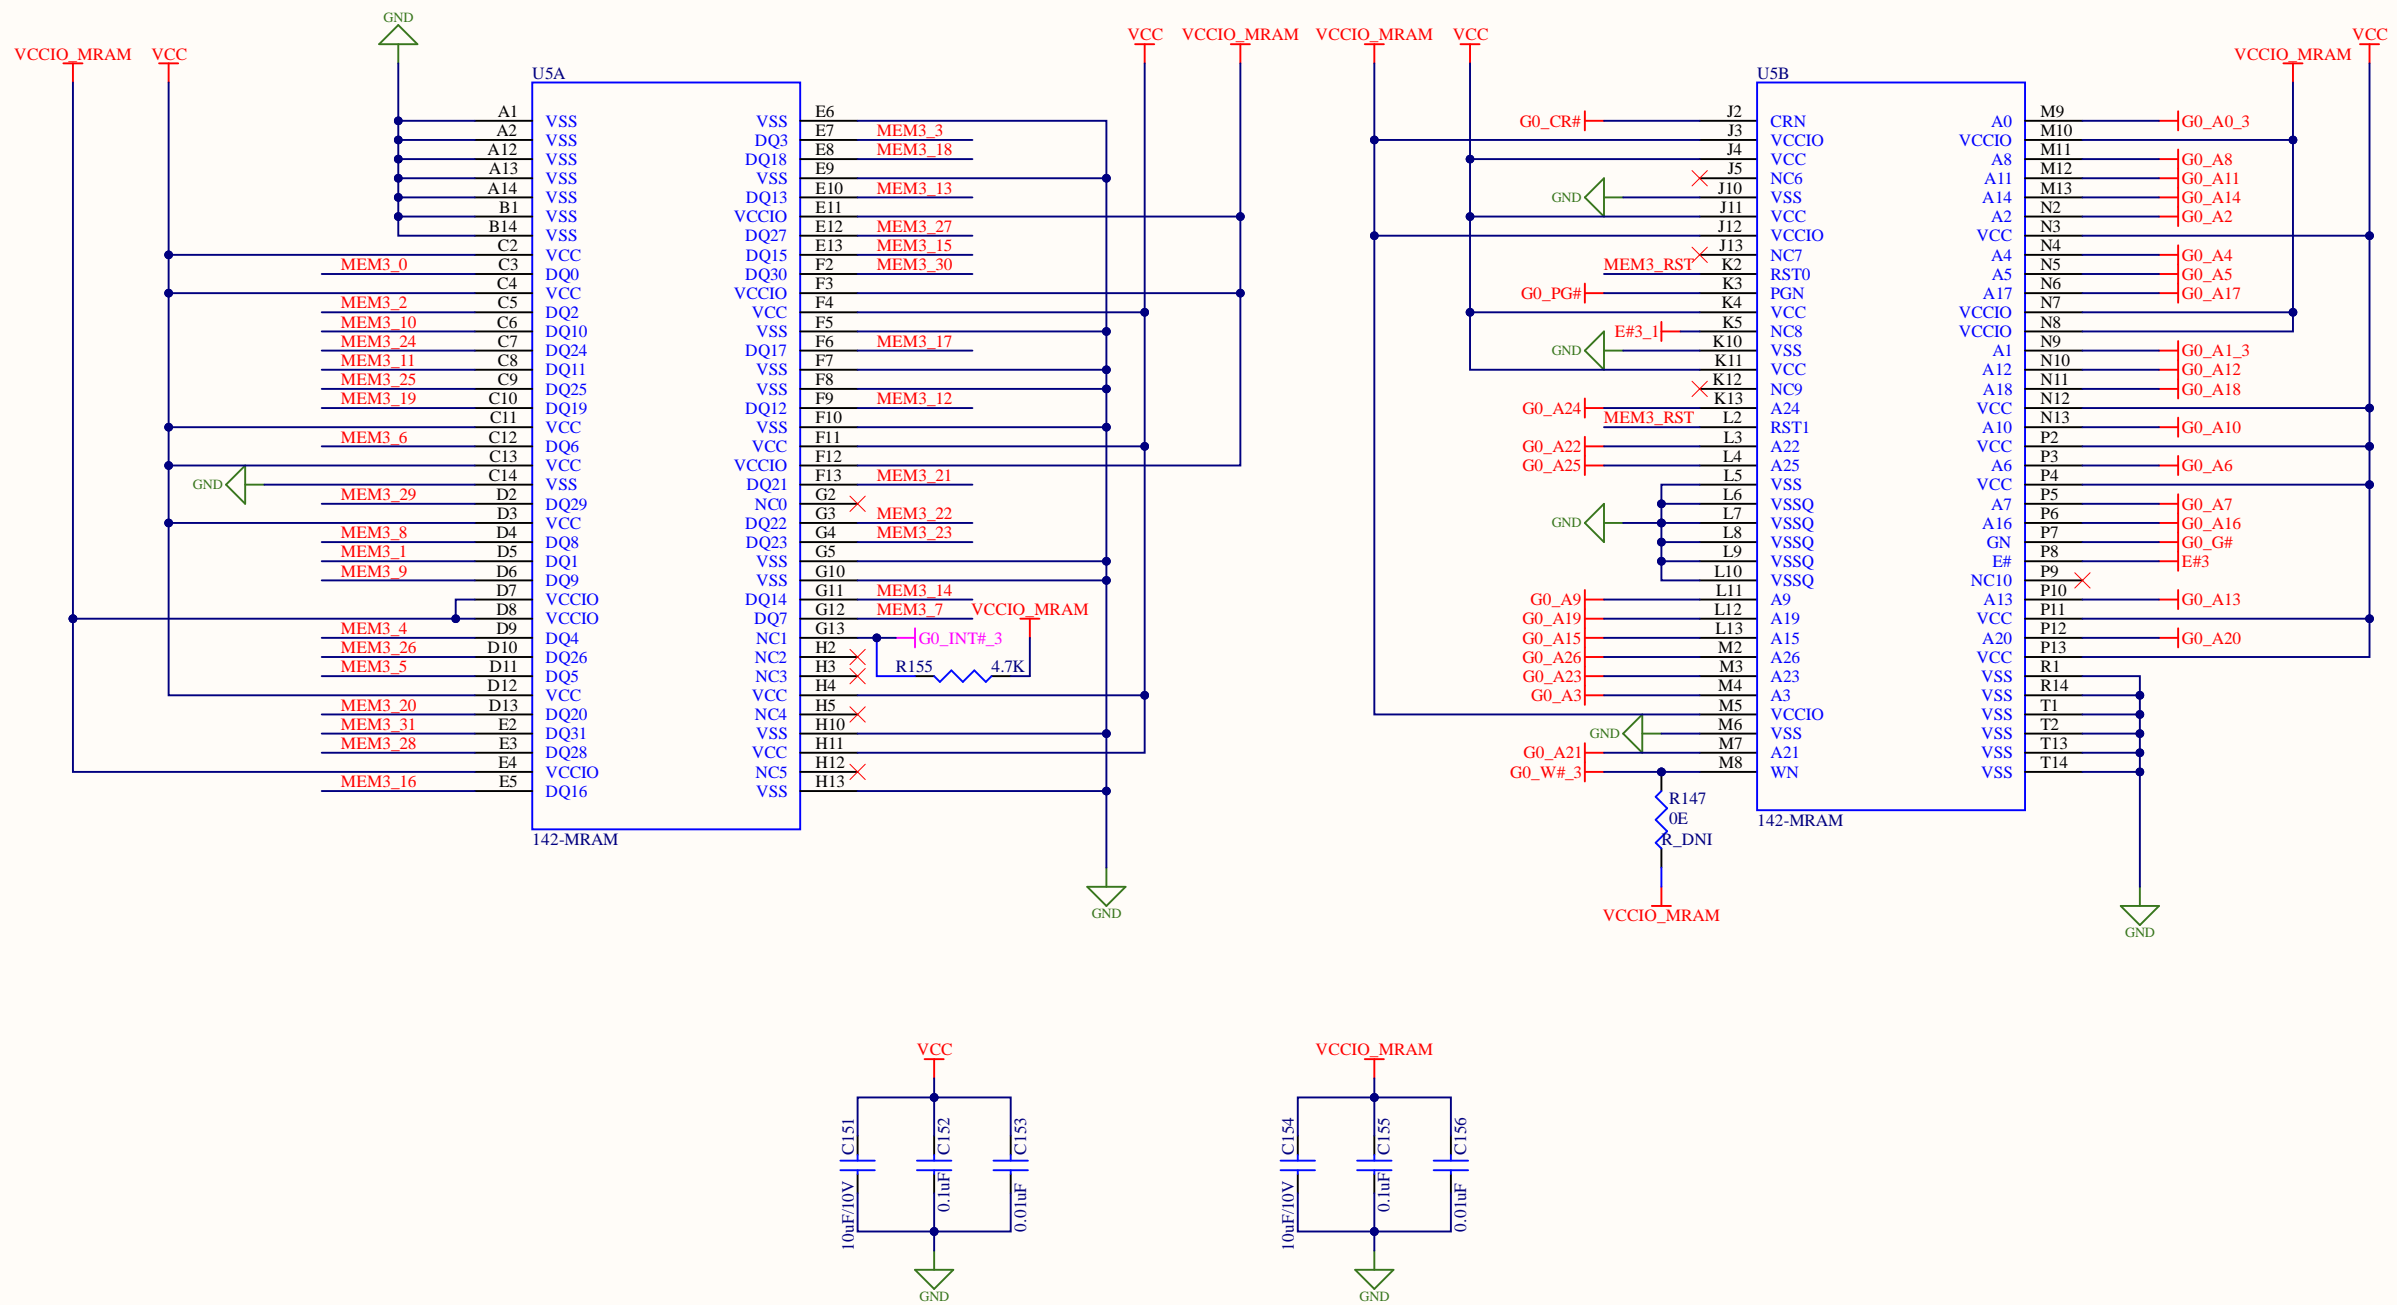 GND
VCCIO_MRAM VCC
VCC VCCIO_MRAM
VCCIO_MRAM VCC
VCCIO_MRAM VCC
U5A
A1 VSS
A2 VSS
A12 VSS
A13 VSS
A14 VSS
B1 VSS
B14 VSS
C2 VCC
MEM3_0 C3 DQ0
C4 VCC
MEM3_2 C5 DQ2
MEM3_10 C6 DQ10
MEM3_24 C7 DQ24
MEM3_11 C8 DQ11
MEM3_25 C9 DQ25
MEM3_19 C10 DQ19
C11 VCC
MEM3_6 C12 DQ6
C13 VCC
GND C14 VSS
MEM3_29 D2 DQ29
D3 VCC
MEM3_8 D4 DQ8
MEM3_1 D5 DQ1
MEM3_9 D6 DQ9
D7 VCCIO
D8 VCCIO
MEM3_4 D9 DQ4
MEM3_26 D10 DQ26
MEM3_5 D11 DQ5
D12 VCC
MEM3_20 D13 DQ20
MEM3_31 E2 DQ31
MEM3_28 E3 DQ28
E4 VCCIO
MEM3_16 E5 DQ16
VSS E6
DQ3 E7 MEM3_3
DQ18 E8 MEM3_18
VSS E9
DQ13 E10 MEM3_13
VCCIO E11
DQ27 E12 MEM3_27
DQ15 E13 MEM3_15
DQ30 F2 MEM3_30
VCCIO F3
VCC F4
VSS F5
DQ17 F6 MEM3_17
VSS F7
VSS F8
DQ12 F9 MEM3_12
VSS F10
VCC F11
VCCIO F12
DQ21 F13 MEM3_21
NC0 G2
DQ22 G3 MEM3_22
DQ23 G4 MEM3_23
VSS G5
VSS G10
DQ14 G11 MEM3_14
DQ7 G12 MEM3_7 VCCIO_MRAM
NC1 G13 G0_INT#_3
NC2 H2
NC3 H3 R155 4.7K
VCC H4
NC4 H5
VSS H10
VCC H11
NC5 H12
VSS H13
142-MRAM
GND
U5B
G0_CR# J2 CRN
J3 VCCIO
J4 VCC
J5 NC6
GND J10 VSS
J11 VCC
J12 VCCIO
J13 NC7
MEM3_RST K2 RST0
G0_PG# K3 PGN
K4 VCC
E#3_1 K5 NC8
GND K10 VSS
K11 VCC
K12 NC9
G0_A24 K13 A24
MEM3_RST L2 RST1
G0_A22 L3 A22
G0_A25 L4 A25
L5 VSS
L6 VSSQ
GND L7 VSSQ
L8 VSSQ
L9 VSSQ
L10 VSSQ
G0_A9 L11 A9
G0_A19 L12 A19
G0_A15 L13 A15
G0_A26 M2 A26
G0_A23 M3 A23
G0_A3 M4 A3
M5 VCCIO
GND M6 VSS
G0_A21 M7 A21
G0_W#_3 M8 WN
A0 M9 G0_A0_3
VCCIO M10
A8 M11 G0_A8
A11 M12 G0_A11
A14 M13 G0_A14
A2 N2 G0_A2
VCC N3
A4 N4 G0_A4
A5 N5 G0_A5
A17 N6 G0_A17
VCCIO N7
VCCIO N8
A1 N9 G0_A1_3
A12 N10 G0_A12
A18 N11 G0_A18
VCC N12
A10 N13 G0_A10
VCC P2
A6 P3 G0_A6
VCC P4
A7 P5 G0_A7
A16 P6 G0_A16
GN P7 G0_G#
E# P8 E#3
NC10 P9
A13 P10 G0_A13
VCC P11
A20 P12 G0_A20
VCC P13
VSS R1
VSS R14
VSS T1
VSS T2
VSS T13
VSS T14
R147
0E
R_DNI
142-MRAM
VCCIO_MRAM
GND
VCC
C151 C152 C153
10uF/10V 0.1uF 0.01uF
GND
VCCIO_MRAM
C154 C155 C156
10uF/10V 0.1uF 0.01uF
GND